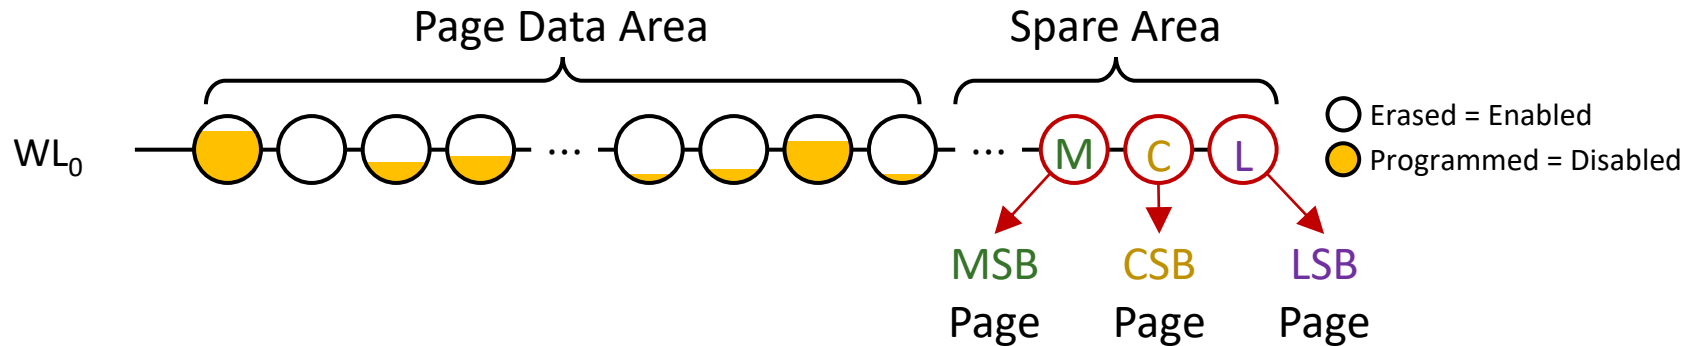 Page Data Area
Spare Area
WL0
...
...
M
C
L
Erased = Enabled
Programmed = Disabled
MSB
Page
CSB
Page
LSB
Page